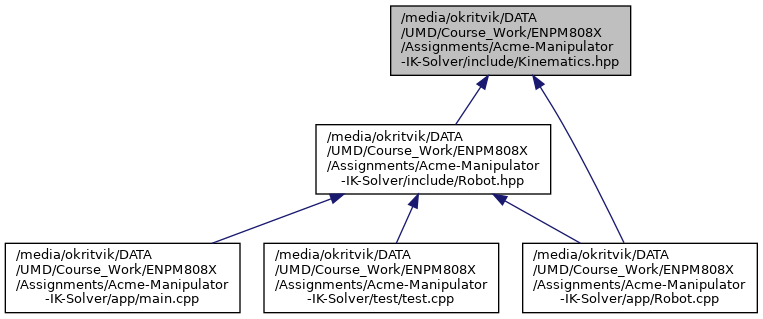 /media/okritvik/DATA
/UMD/Course_Work/ENPM808X
/Assignments/Acme-Manipulator
-IK-Solver/include/Kinematics.hpp
/media/okritvik/DATA
/UMD/Course_Work/ENPM808X
/Assignments/Acme-Manipulator
-IK-Solver/include/Robot.hpp
/media/okritvik/DATA
/UMD/Course_Work/ENPM808X
/Assignments/Acme-Manipulator
-IK-Solver/app/main.cpp
/media/okritvik/DATA
/UMD/Course_Work/ENPM808X
/Assignments/Acme-Manipulator
-IK-Solver/test/test.cpp
/media/okritvik/DATA
/UMD/Course_Work/ENPM808X
/Assignments/Acme-Manipulator
-IK-Solver/app/Robot.cpp